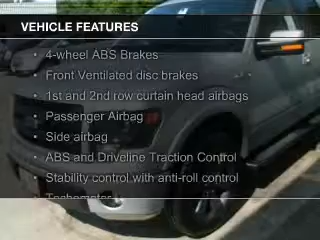 VEHICLE FEATURES
• 4-wheel ABS Brakes
• Front Ventilated disc brakes
• 1st and 2nd row curtain head airbags
• Passenger Airbag
• Side airbag
• ABS and Driveline Traction Control
• Stability control with anti-roll control
• Tachometer